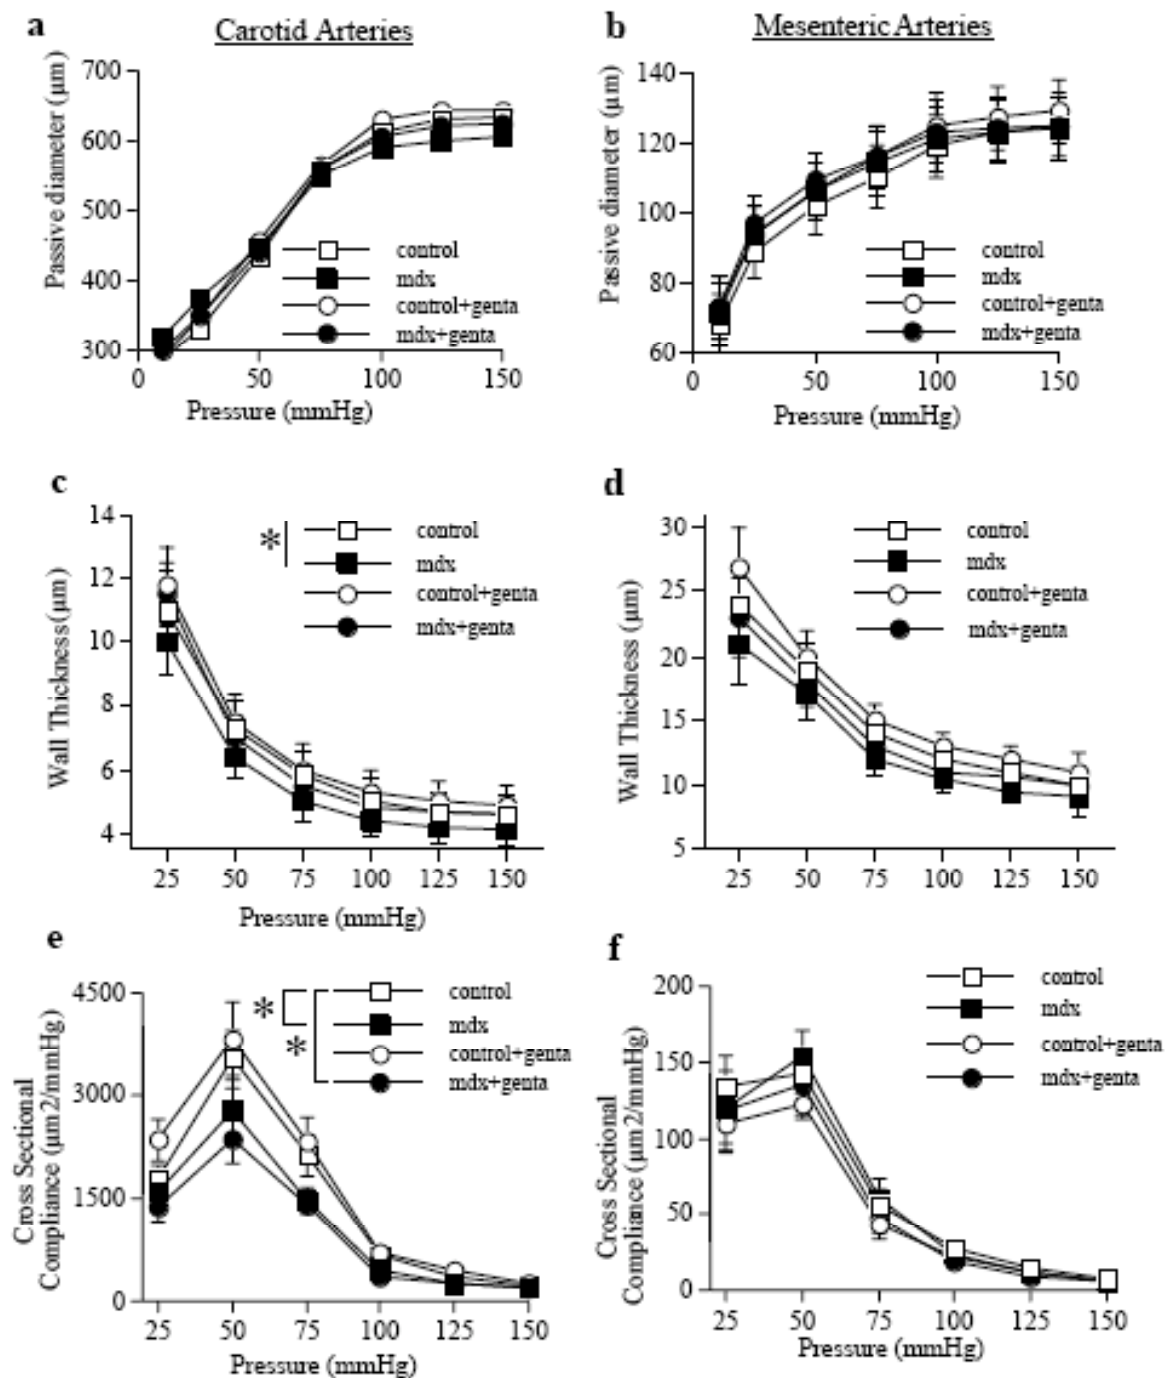 a
Carotid Arteries
700
600
500
400
300
Passive diameter (µm)
control
mdx
control+genta
mdx+genta
0
50
100
150
Pressure (mmHg)
b
Mesenteric Arteries
140
120
100
80
60
Passive diameter (µm)
control
mdx
control+genta
mdx+genta
0
50
100
150
Pressure (mmHg)
c
14
12
10
8
6
4
Wall Thickness (µm)
*
control
mdx
control+genta
mdx+genta
25 50 75 100 125 150
Pressure (mmHg)
d
30
25
20
15
10
5
Wall Thickness (µm)
control
mdx
control+genta
mdx+genta
25 50 75 100 125 150
e
4500
3000
1500
0
Cross Sectional
Compliance (µm2/mmHg)
*
*
control
mdx
control+genta
mdx+genta
25 50 75 100 125 150
Pressure (mmHg)
f
200
150
100
50
0
Cross Sectional
Compliance (µm2/mmHg)
control
mdx
control+genta
mdx+genta
25 50 75 100 125 150
Pressure (mmHg)